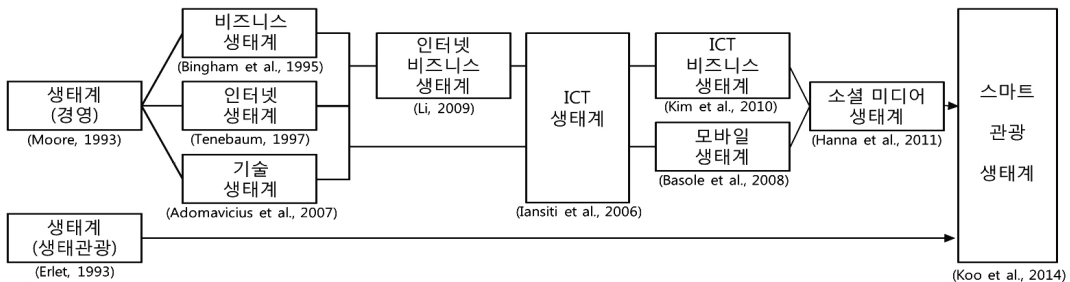 생태계
(경영)
(Moore, 1993)
비즈니스
생태계
(Bingham et al., 1995)
인터넷
생태계
(Tenebaum, 1997)
기술
생태계
(Adomavicius et al., 2007)
인터넷
비즈니스
생태계
(Li, 2009)
ICT
생태계
(Iansiti et al., 2006)
ICT
비즈니스
생태계
(Kim et al., 2010)
모바일
생태계
(Basole et al., 2008)
소셜 미디어
생태계
(Hanna et al., 2011)
스마트
관광
생태계
(Koo et al., 2014)
생태계
(생태관광)
(Erlet, 1993)